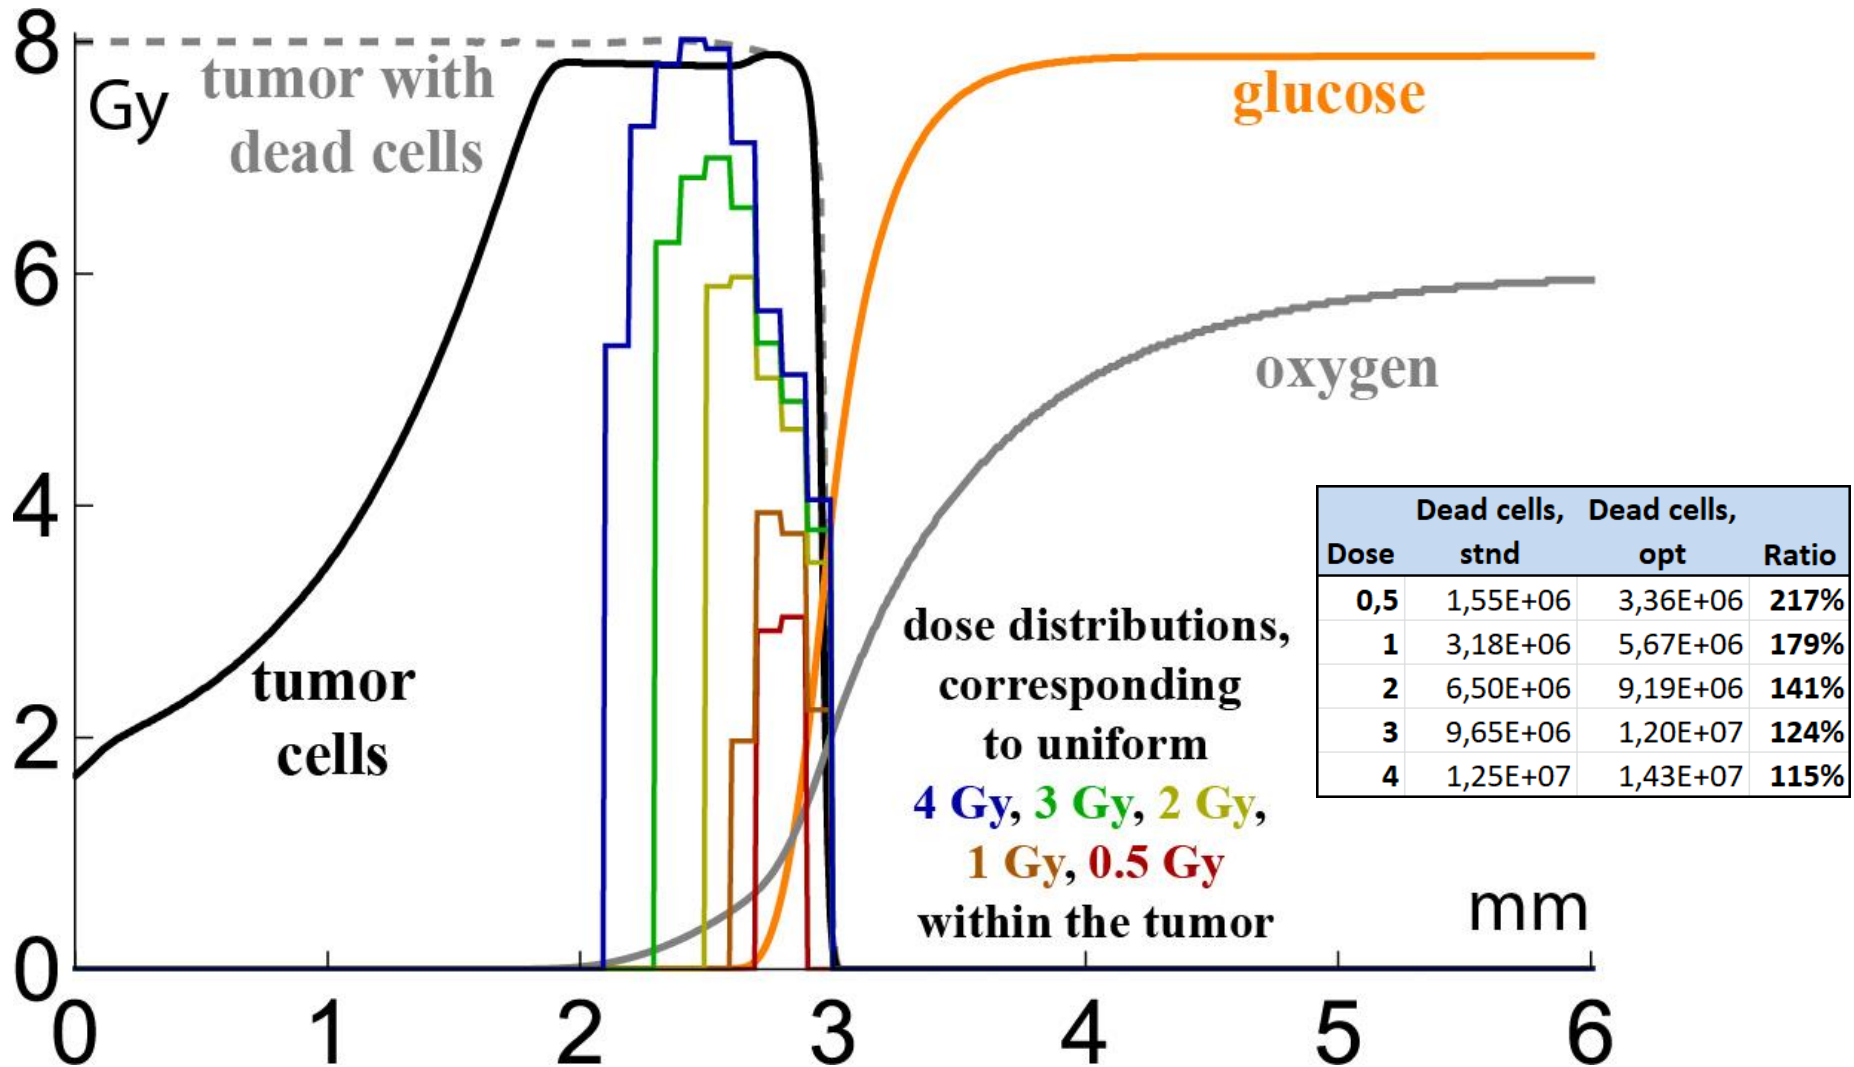 8
Gy
tumor with
dead cells
glucose
6
oxygen
4
tumor
cells
2
dose distributions,
corresponding
to uniform
4 Gy, 3 Gy, 2 Gy,
1 Gy, 0.5 Gy
within the tumor
Dead cells, Dead cells,
Dose stnd opt Ratio
0,5 1,55E+06 3,36E+06 217%
1 3,18E+06 5,67E+06 179%
2 6,50E+06 9,19E+06 141%
3 9,65E+06 1,20E+07 124%
4 1,25E+07 1,43E+07 115%
mm
0
0 1 2 3 4 5 6